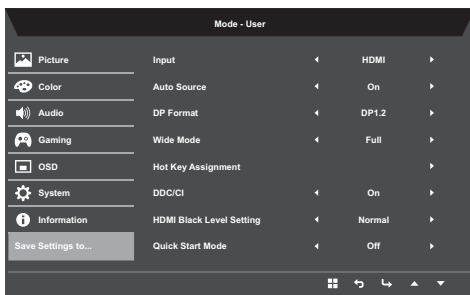 Mode - User
Picture
Input HDMI
Color
Auto Source On
Audio
DP Format DP1.2
Gaming
Wide Mode Full
OSD
Hot Key Assignment
System
DDC/CI On
Information
HDMI Black Level Setting Normal
Save Settings to...
Quick Start Mode Off